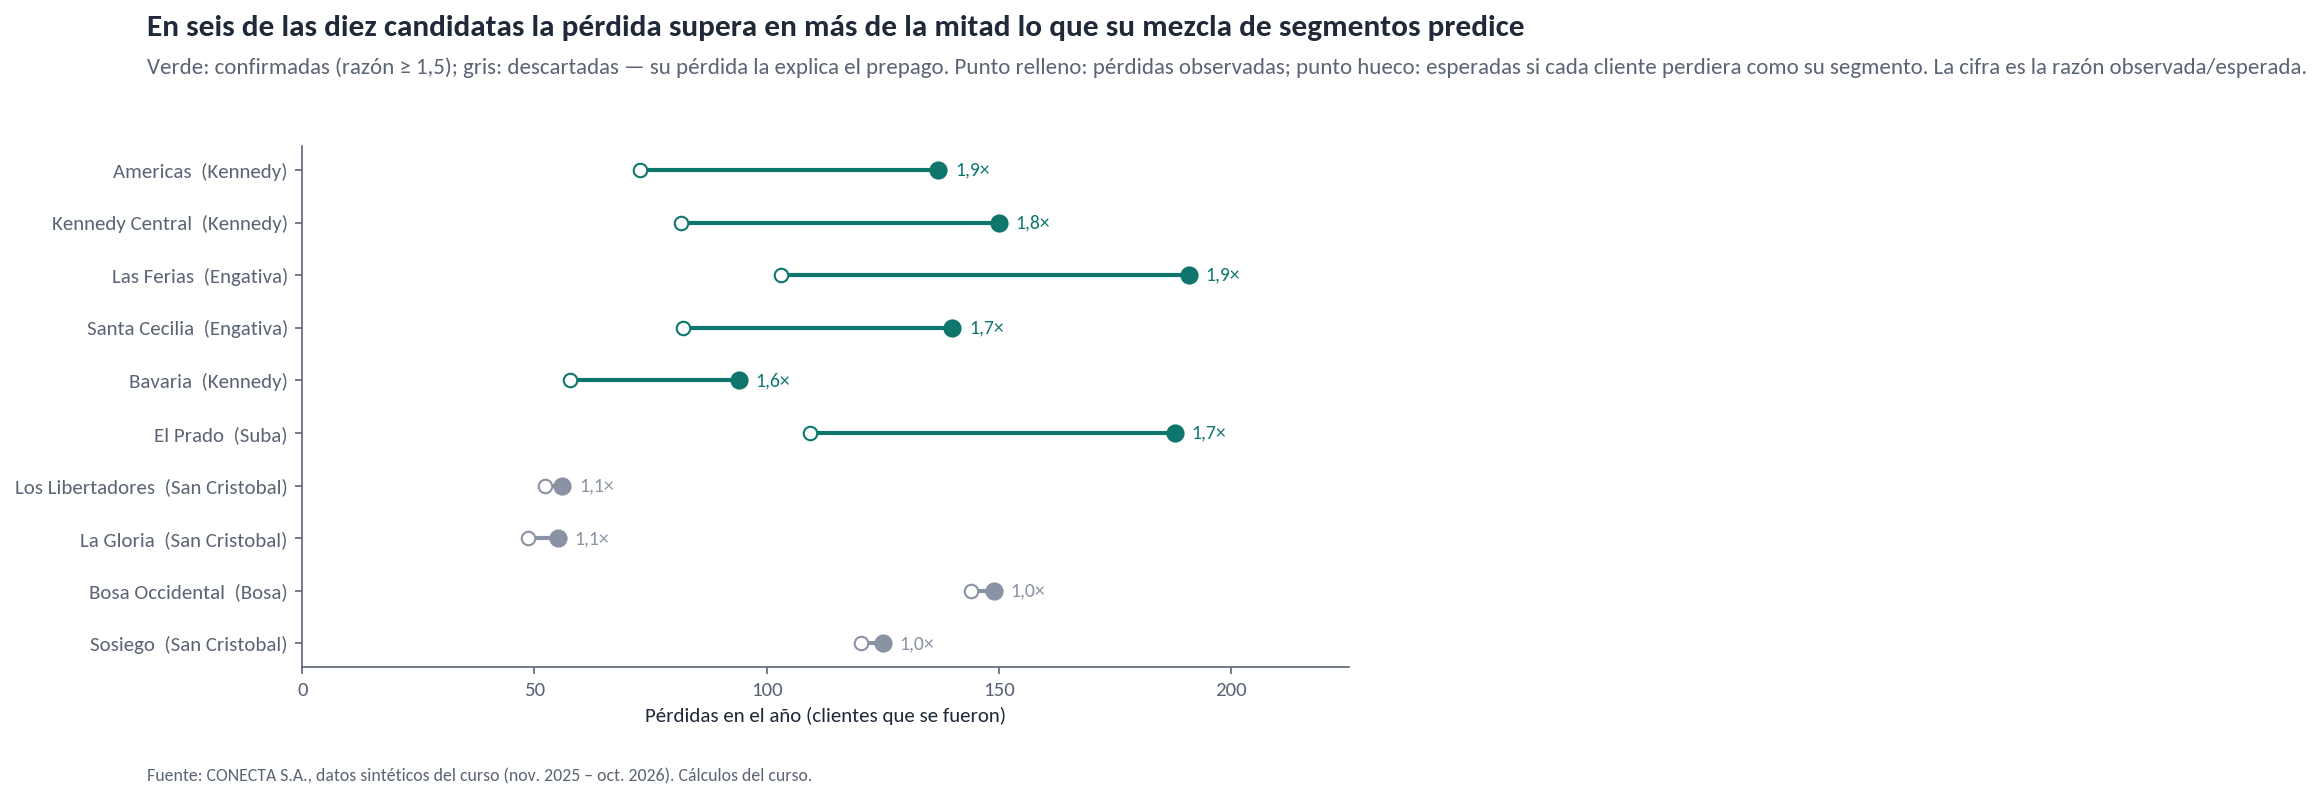 En seis de las diez candidatas la pérdida supera en más de la mitad lo que su mezcla de segmentos predice
Verde: confirmadas (razón ≥ 1,5); gris: descartadas — su pérdida la explica el prepago. Punto relleno: pérdidas observadas; punto hueco: esperadas si cada cliente perdiera como su segmento. La cifra es la razón observada/esperada.
Americas (Kennedy) 1,9×
Kennedy Central (Kennedy) 1,8×
Las Ferias (Engativa) 1,9×
Santa Cecilia (Engativa) 1,7×
Bavaria (Kennedy) 1,6×
El Prado (Suba) 1,7×
Los Libertadores (San Cristobal) 1,1×
La Gloria (San Cristobal) 1,1×
Bosa Occidental (Bosa) 1,0×
Sosiego (San Cristobal) 1,0×
0 50 100 150 200
Pérdidas en el año (clientes que se fueron)
Fuente: CONECTA S.A., datos sintéticos del curso (nov. 2025 – oct. 2026). Cálculos del curso.